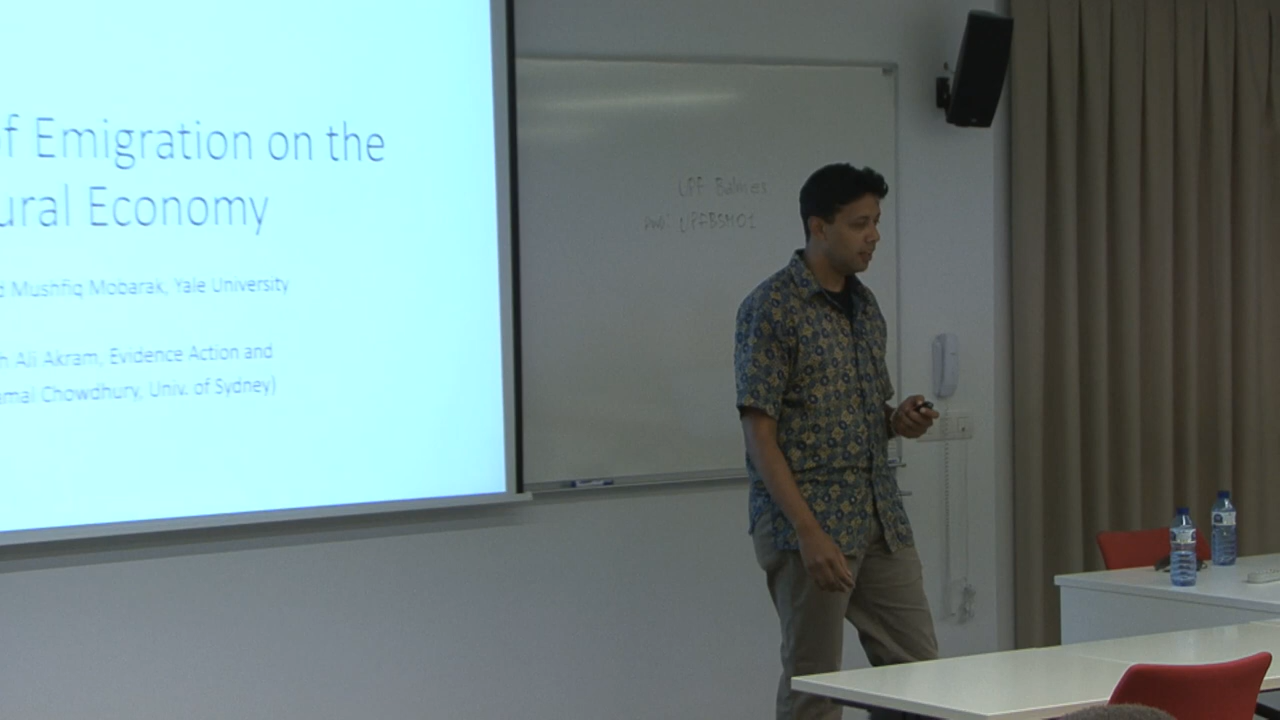 of Emigration on the
ural Economy
d Mushfiq Mobarak, Yale University
h Ali Akram, Evidence Action and
amal Chowdhury, Univ. of Sydney)
UPF Balmes
UPFBSM01